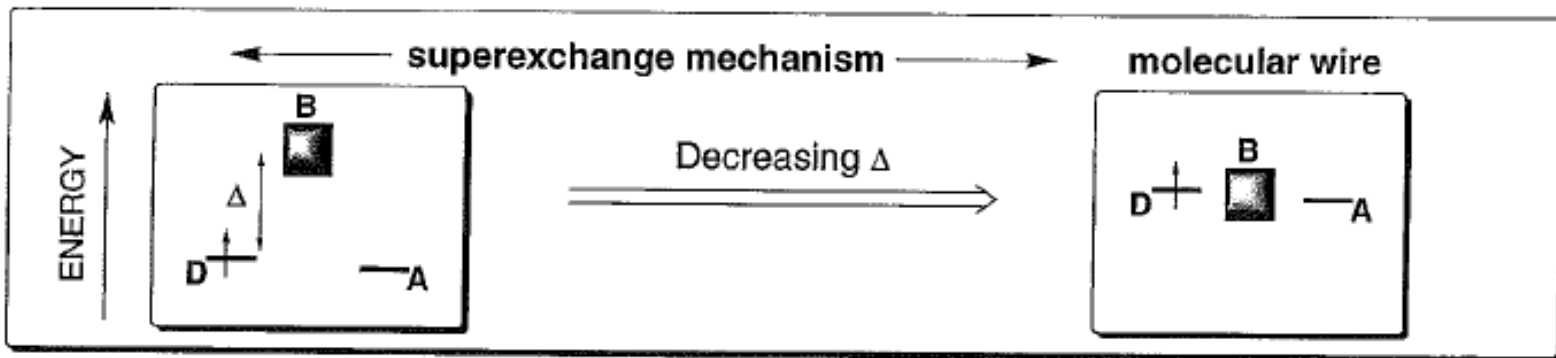 superexchange mechanism
molecular wire
ENERGY
B
Δ
D
A
Decreasing Δ
B
D
A